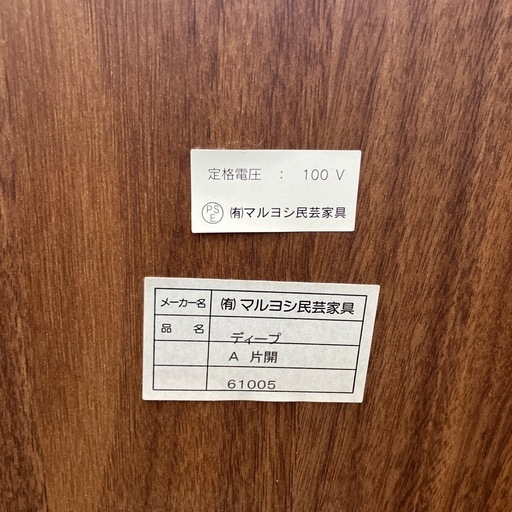 定格電圧 : 100 V
PSE (有)マルヨシ民芸家具
メーカー名 (有)マルヨシ民芸家具
品名 ディープ
A 片開
61005